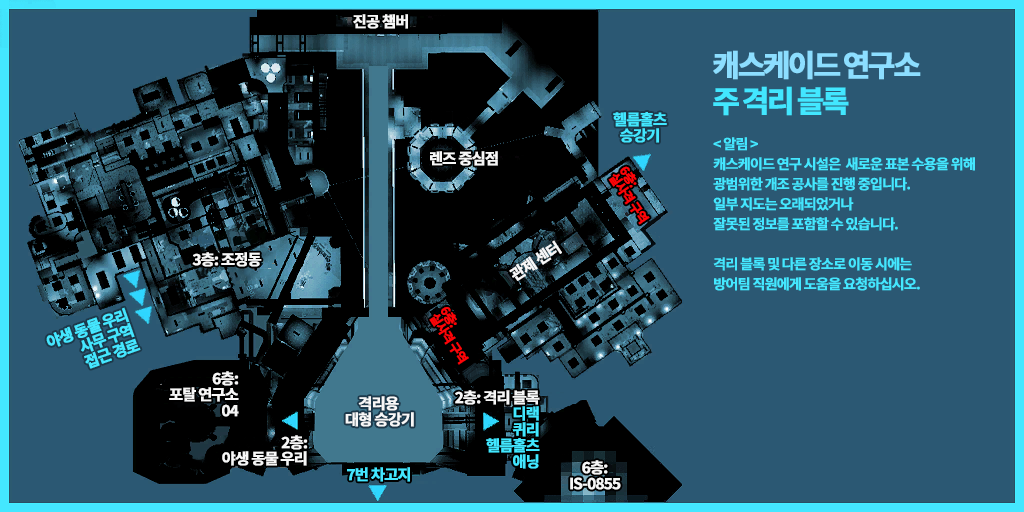 진공 챔버
캐스케이드 연구소
주 격리 블록
<알림>
캐스케이드 연구 시설은 새로운 표본 수용을 위해
광범위한 개조 공사를 진행 중입니다.
일부 지도는 오래되었거나
잘못된 정보를 포함할 수 있습니다.
격리 블록 및 다른 장소로 이동 시에는
방어팀 직원에게 도움을 요청하십시오.
헬름홀츠
승강기
렌즈 중심점
6층:
실사격 구역
관제 센터
3층: 조정동
야생 동물 우리
사무 구역
접근 경로
6층:
실사격 구역
6층:
포탈 연구소
04
격리용
대형 승강기
2층: 격리 블록
디랙
퀴리
헬름홀츠
애닝
2층:
야생 동물 우리
7번 차고지
6층:
IS-0855